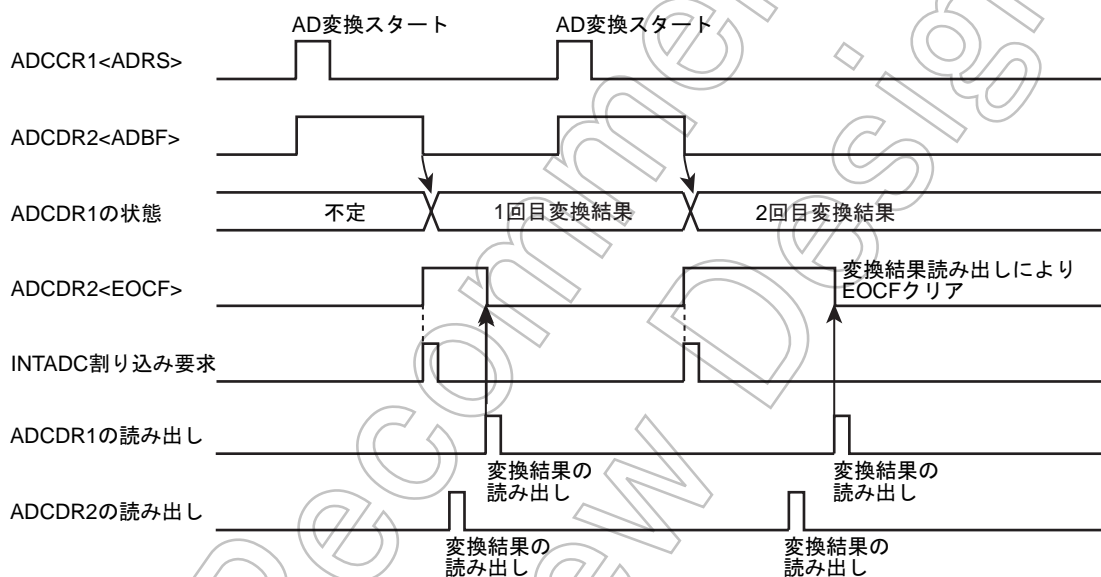 AD変換スタート AD変換スタート
ADCCR1<ADRS>
ADCDR2<ADBF>
ADCDR1の状態 不定 1回目変換結果 2回目変換結果
ADCDR2<EOCF> 変換結果読み出しにより
EOCFクリア
INTADC割り込み要求
ADCDR1の読み出し
変換結果の 変換結果の
読み出し 読み出し
ADCDR2の読み出し
変換結果の 変換結果の
読み出し 読み出し